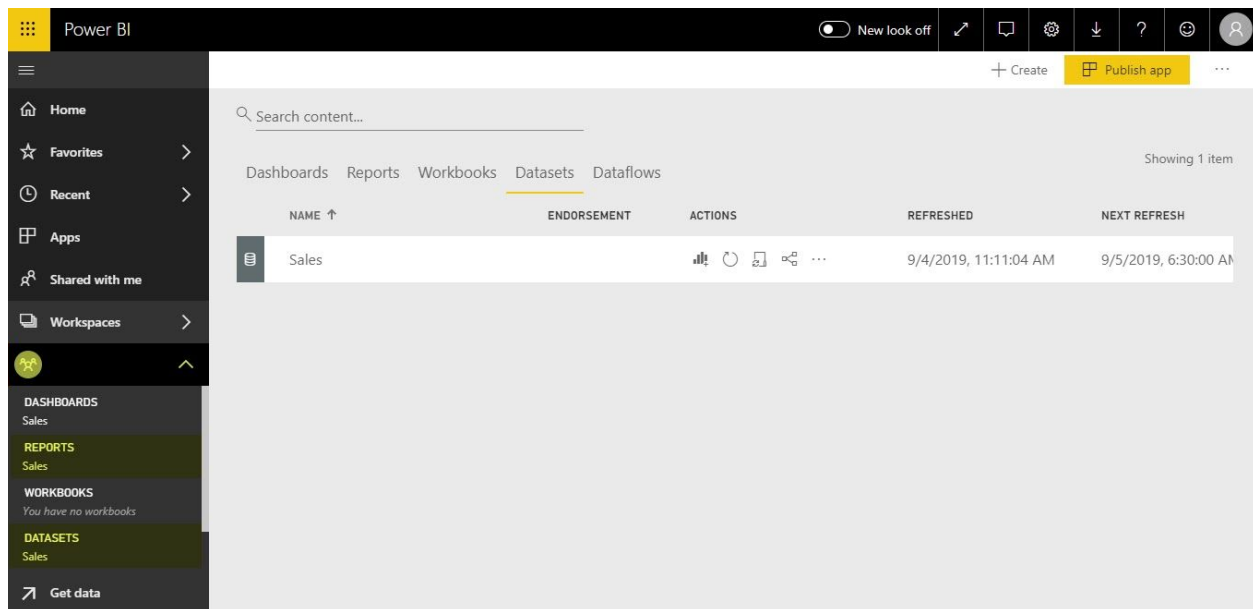 Power BI
New look off
?
Create
Publish app
...
Home
Favorites
Recent
Apps
Shared with me
Workspaces
DASHBOARDS
Sales
REPORTS
Sales
WORKBOOKS
You have no workbooks
DATASETS
Sales
Get data
Search content...
Showing 1 item
Dashboards Reports Workbooks Datasets Dataflows
NAME ENDORSEMENT ACTIONS REFRESHED NEXT REFRESH
Sales ... 9/4/2019, 11:11:04 AM 9/5/2019, 6:30:00 AM